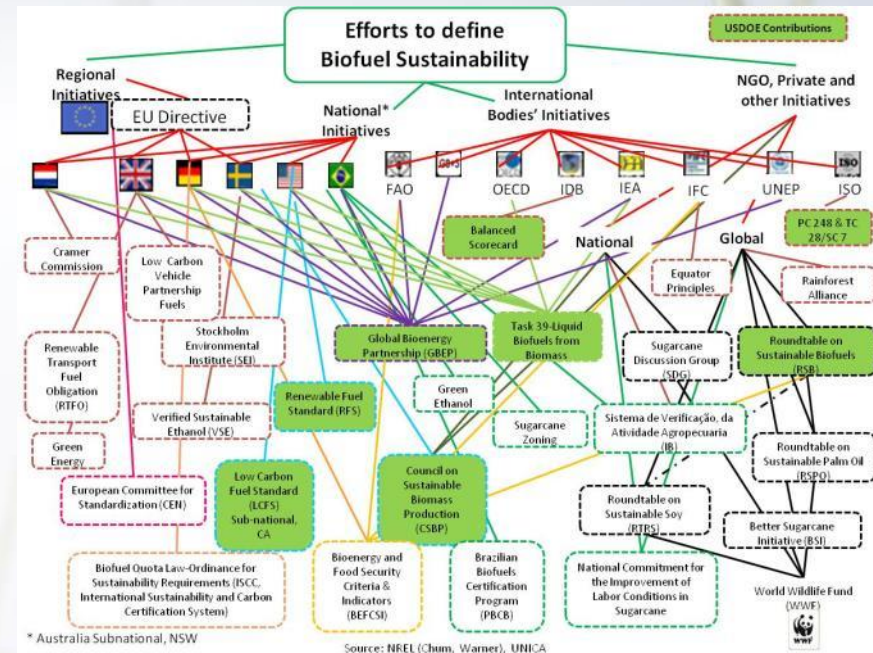 Efforts to define
Biofuel Sustainability
USDOE Contributions
Regional
Initiatives
EU Directive
National*
Initiatives
International
Bodies' Initiatives
NGO, Private and
other Initiatives
FAO
OECD
IDB
IEA
IFC
UNEP
ISO
ISO
Cramer
Commission
Low Carbon
Vehicle
Partnership
Fuels
Balanced
Scorecard
National
Global
PC 248 & TC
28/SC 7
Equator
Principles
Rainforest
Alliance
Renewable
Transport
Fuel
Obligation
(RTFO)
Stockholm
Environmental
Institute (SEI)
Global Bioenergy
Partnership (GBEP)
Task 39-Liquid
Biofuels from
Biomass
Sugarcane
Discussion Group
(SDG)
Roundtable on
Sustainable Biofuels
(RSB)
Renewable Fuel
Standard (RFS)
Green
Ethanol
Verified Sustainable
Ethanol (VSE)
Sugarcane
Zoning
Sistema de Verificação, da
Atividade Agropecuaria
(IB)
Green
Energy
Roundtable on
Sustainable Palm Oil
(RSPO)
European Committee for
Standardization (CEN)
Low Carbon
Fuel Standard
(LCFS)
Sub-national,
CA
Council on
Sustainable
Biomass
Production
(CSBP)
Roundtable on
Sustainable Soy
(RTRS)
Better Sugarcane
Initiative (BSI)
Biofuel Quota Law-Ordinance for
Sustainability Requirements (ISCC,
International Sustainability and Carbon
Certification System)
Bioenergy and
Food Security
Criteria &
Indicators
(BEFCSI)
Brazilian
Biofuels
Certification
Program
(PBCB)
National Commitment for
the Improvement of
Labor Conditions in
Sugarcane
World Wildlife Fund
(WWF)
WWF
* Australia Subnational, NSW
Source: NREL (Chum, Warner), UNICA